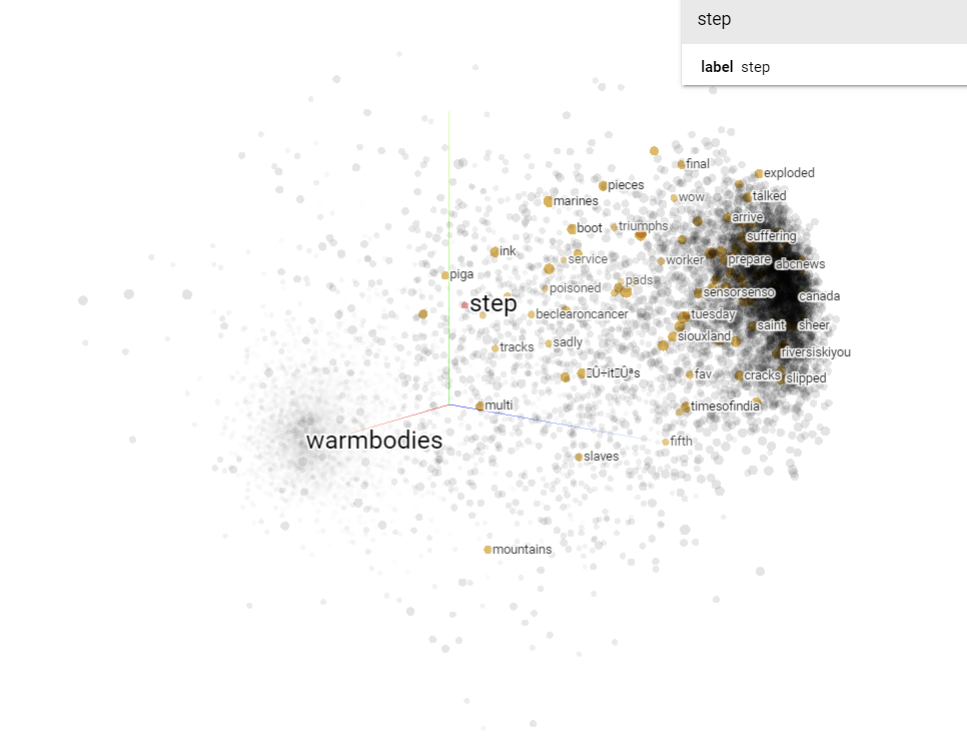 step
label step
final
exploded
pieces
talked
wow
marines
arrive
boot
triumphs
suffering
ink
service
worker
prepare
abcnews
piga
poisoned
pads
sensorsenso
canada
step
beclearoncancer
tuesday
saint
sheer
siouxland
sadly
tracks
riversiskiyou
fav
cracks
slipped
multi
timesofindia
warmbodies
fifth
slaves
mountains